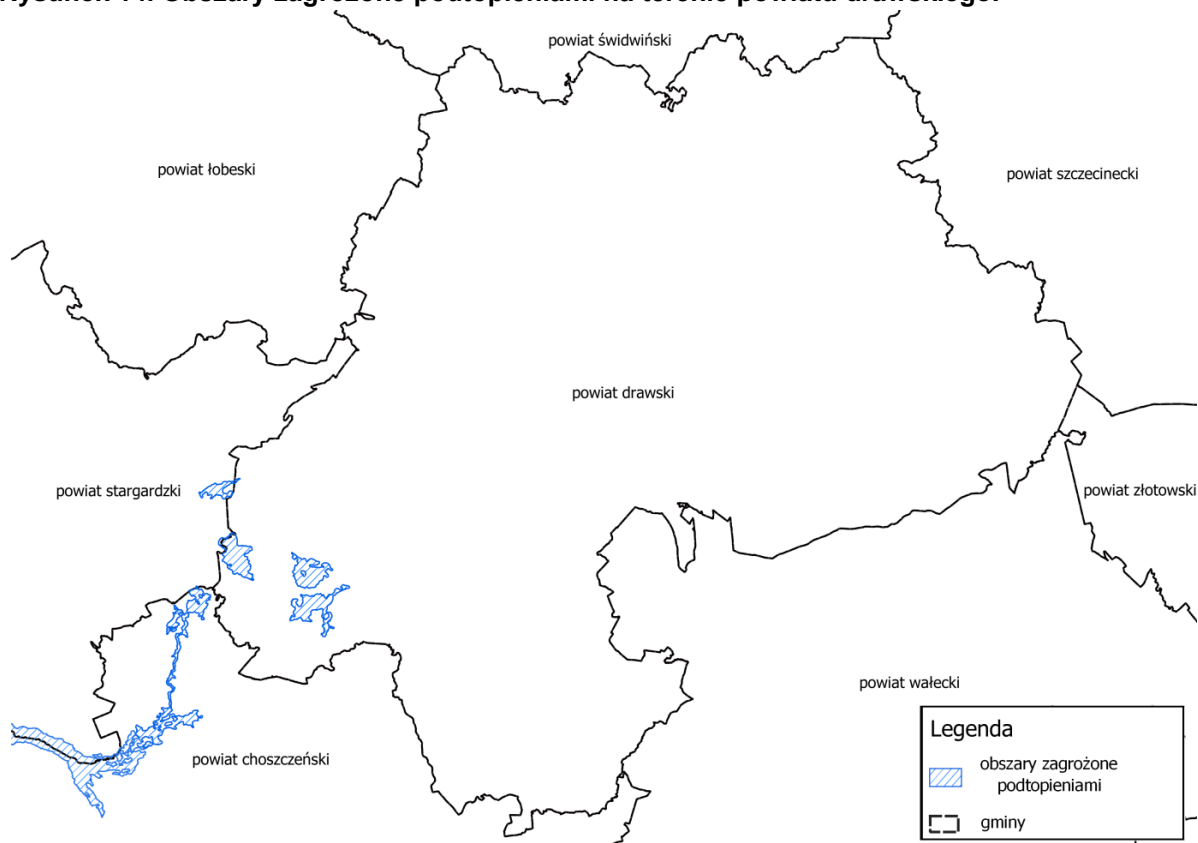 powiat świdwiński
powiat łobeski
powiat szczecinecki
powiat drawski
powiat stargardzki
powiat złotowski
powiat wałecki
powiat choszczeński
Legenda
obszary zagrożone
podtopieniami
gminy